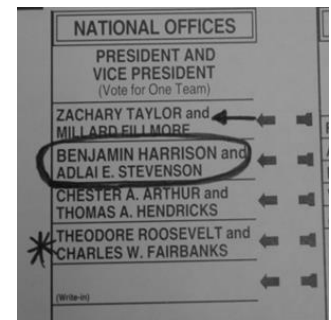 NATIONAL OFFICES
PRESIDENT AND
VICE PRESIDENT
(Vote for One Team)
ZACHARY TAYLOR and
MILLARD FILLMORE
BENJAMIN HARRISON and
ADLAI E. STEVENSON
CHESTER A. ARTHUR and
THOMAS A. HENDRICKS
THEODORE ROOSEVELT and
CHARLES W. FAIRBANKS
(Write-in)